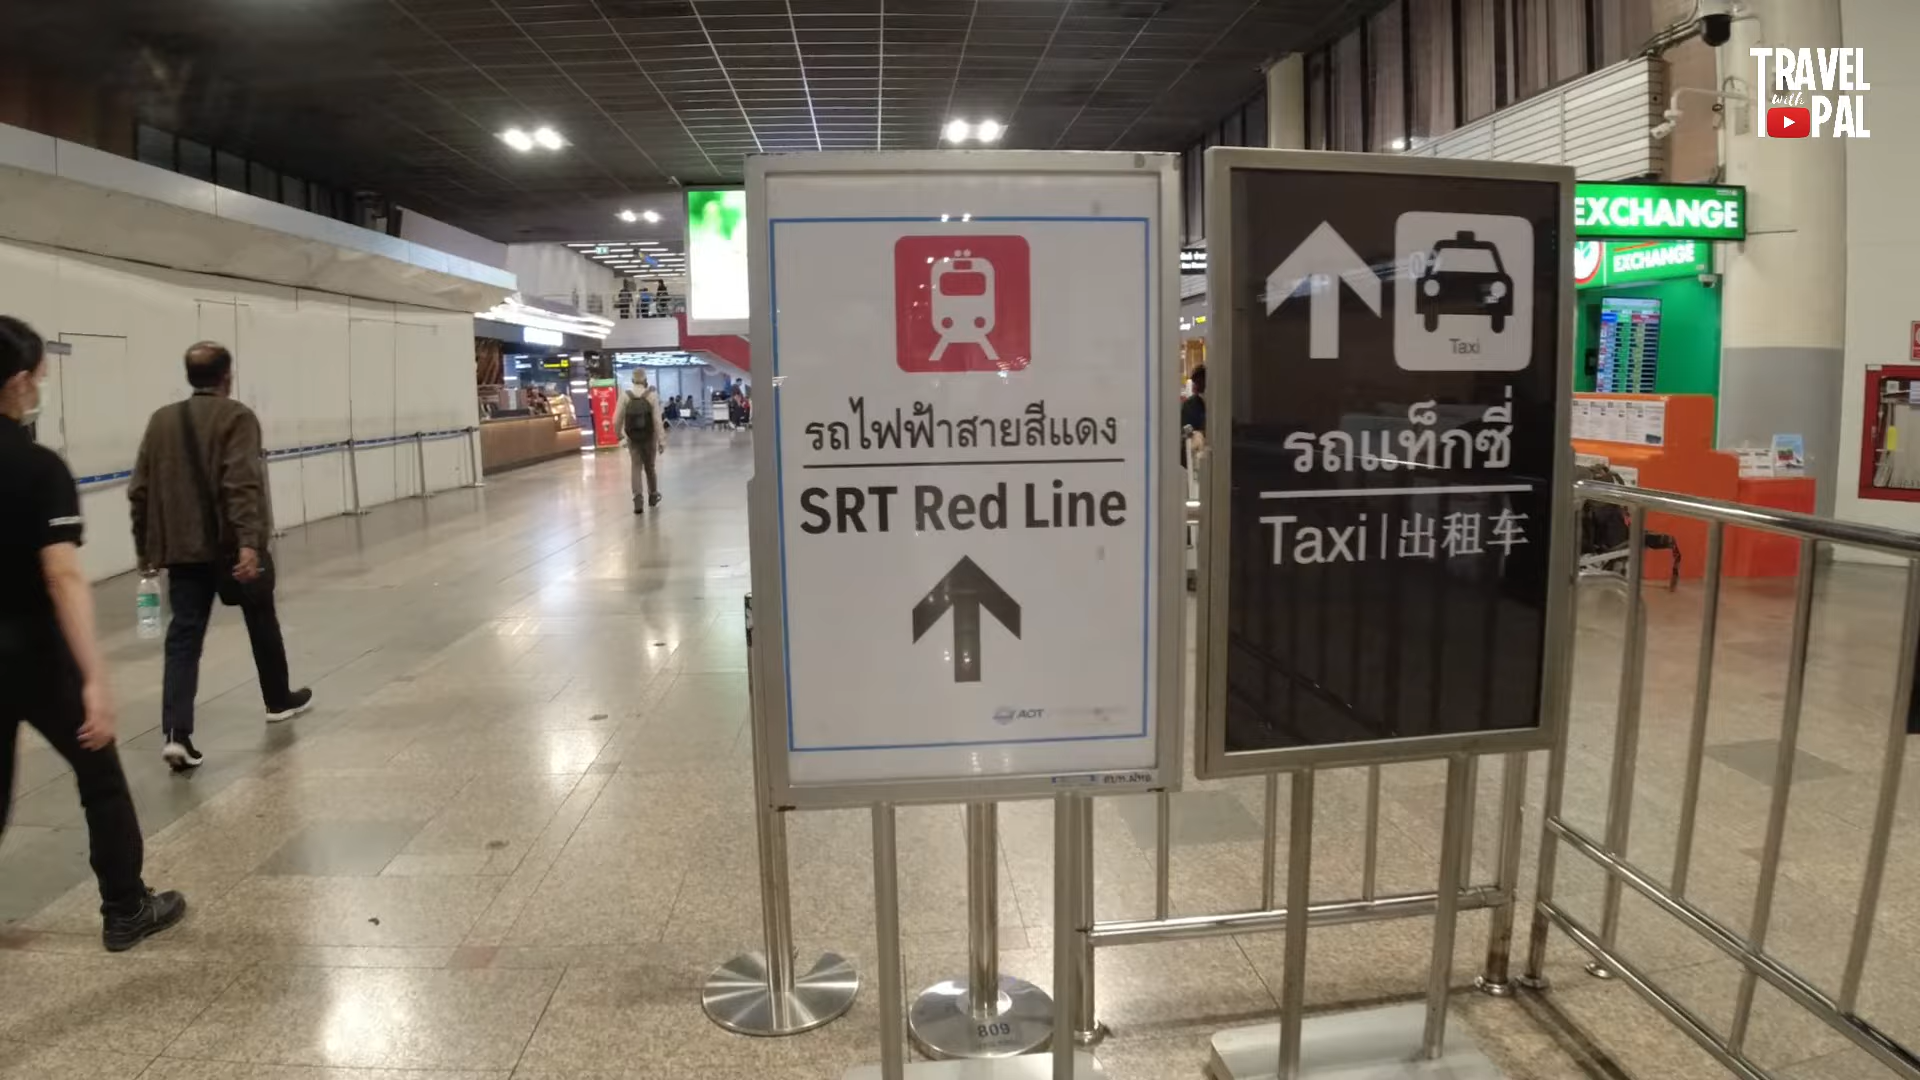 TRAVEL
with
PAL
EXCHANGE
EXCHANGE
รถไฟฟ้าสายสีแดง
SRT Red Line
AOT
Taxi
รถแท็กซี่
Taxi | 出租车
809